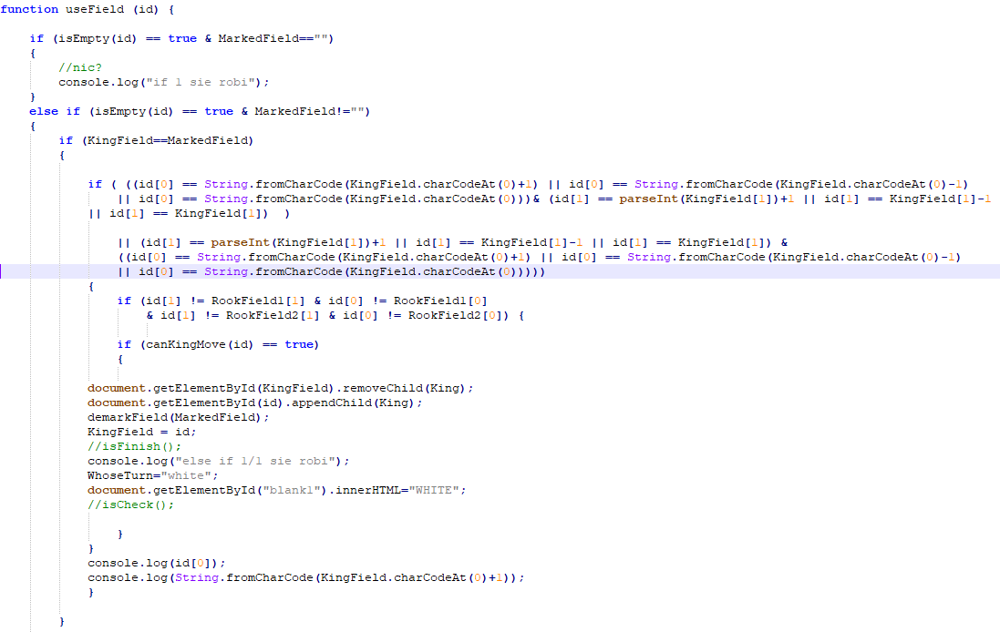 function useField (id) {
if (isEmpty(id) == true & MarkedField=="")
{
//nic?
console.log("if 1 sie robi");
}
else if (isEmpty(id) == true & MarkedField!="")
{
if (KingField==MarkedField)
{
if ( ((id[0] == String.fromCharCode(KingField.charCodeAt(0)+1) || id[0] == String.fromCharCode(KingField.charCodeAt(0)-1)
|| id[0] == String.fromCharCode(KingField.charCodeAt(0)))& (id[1] == parseInt(KingField[1])+1 || id[1] == KingField[1]-1
|| id[1] == KingField[1])  )
|| (id[1] == parseInt(KingField[1])+1 || id[1] == KingField[1]-1 || id[1] == KingField[1]) &
((id[0] == String.fromCharCode(KingField.charCodeAt(0)+1) || id[0] == String.fromCharCode(KingField.charCodeAt(0)-1)
|| id[0] == String.fromCharCode(KingField.charCodeAt(0)))))
{
if (id[1] != RookField1[1] & id[0] != RookField1[0]
& id[1] != RookField2[1] & id[0] != RookField2[0]) {
if (canKingMove(id) == true)
{
document.getElementById(KingField).removeChild(King);
document.getElementById(id).appendChild(King);
demarkField(MarkedField);
KingField = id;
//isFinish();
console.log("else if 1/1 sie robi");
WhoseTurn="white";
document.getElementById("blank1").innerHTML="WHITE";
//isCheck();
}
}
console.log(id[0]);
console.log(String.fromCharCode(KingField.charCodeAt(0)+1));
}
}